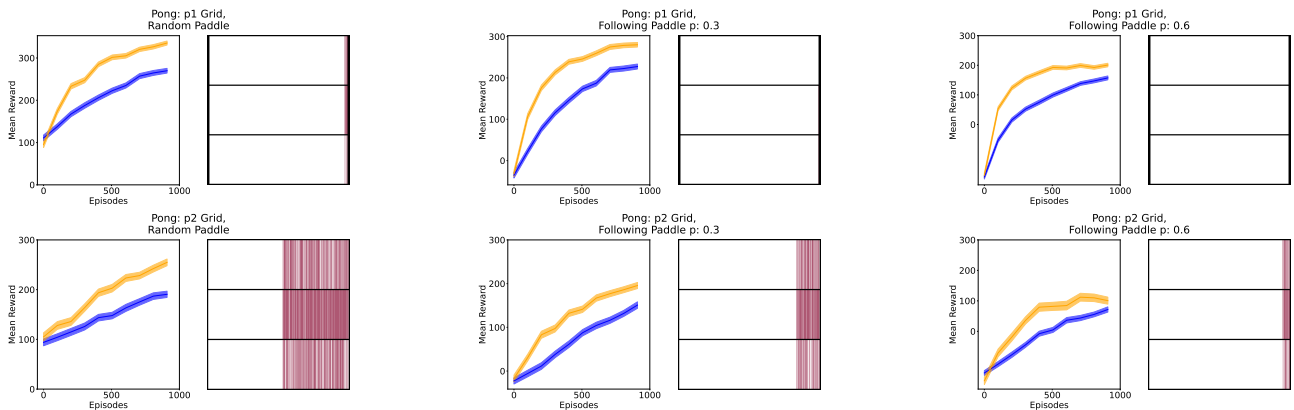 Pong: p1 Grid,
Random Paddle
Mean Reward
300
200
100
0
0 500 1000
Episodes
Pong: p1 Grid,
Following Paddle p: 0.3
Mean Reward
300
200
100
0
0 500 1000
Episodes
Pong: p1 Grid,
Following Paddle p: 0.6
Mean Reward
300
200
100
0
0 500 1000
Episodes
Pong: p2 Grid,
Random Paddle
Mean Reward
300
200
100
0
0 500 1000
Episodes
Pong: p2 Grid,
Following Paddle p: 0.3
Mean Reward
300
200
100
0
0 500 1000
Episodes
Pong: p2 Grid,
Following Paddle p: 0.6
Mean Reward
300
200
100
0
0 500 1000
Episodes